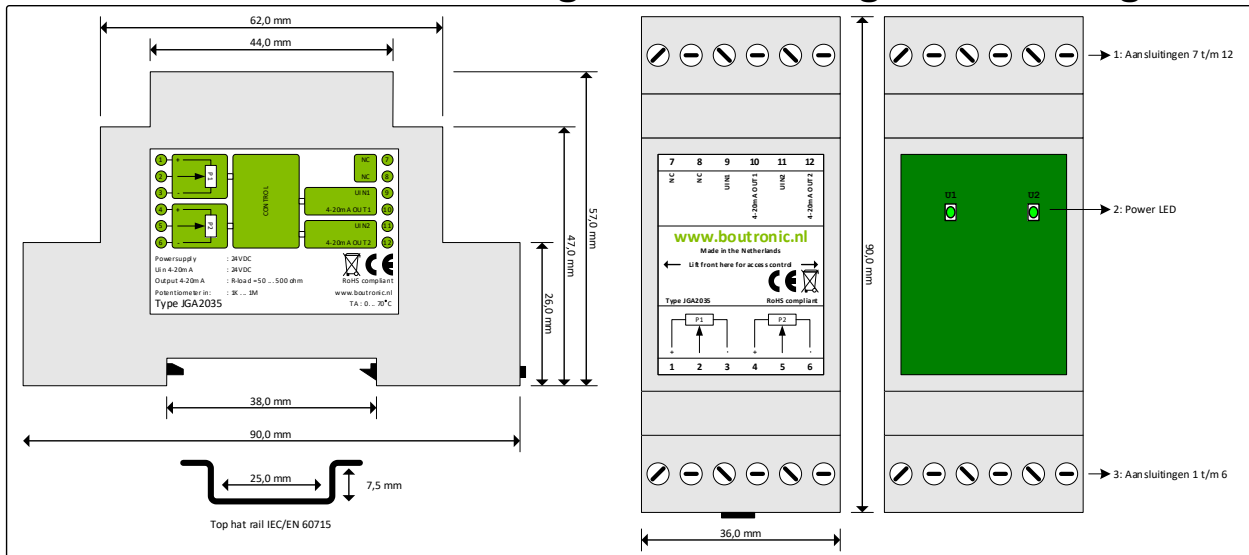 62,0 mm
44,0 mm
57,0 mm
47,0 mm
26,0 mm
1 + P1 NC 7
2 NC 8
3 - CONTROL UIN1 9
4 + 4-20mA OUT1 10
5 P2 UIN2 11
6 - 4-20mA OUT2 12
Powersupply : 24VDC
Uin 4-20mA : 24VDC
Output 4-20mA : R-load = 50 ... 500 ohm RoHS compliant
Potentiometer in: : 1K ... 1M www.boutronic.nl
Type JGA2035 TA : 0 ... 70°C
CE
38,0 mm
90,0 mm
25,0 mm
7,5 mm
Top hat rail IEC/EN 60715
7 8 9 10 11 12
NC NC UIN1 4-20mA OUT1 UIN2 4-20mA OUT2
www.boutronic.nl
Made in the Netherlands
Lift front here for access control
CE
Type JGA2035 RoHS compliant
P1 P2
+ - + -
1 2 3 4 5 6
36,0 mm
90,0 mm
U1 U2
1: Aansluitingen 7 t/m 12
2: Power LED
3: Aansluitingen 1 t/m 6